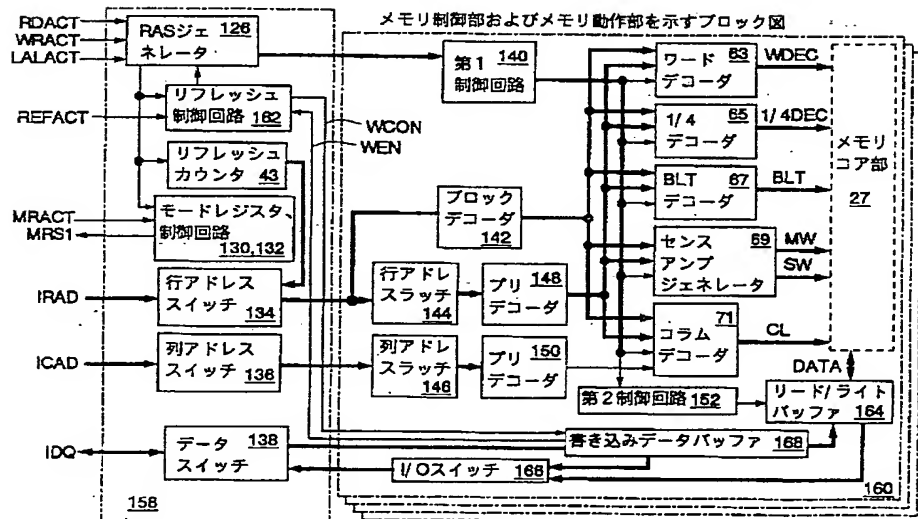 メモリ制御部およびメモリ動作部を示すブロック図
RDACT
WRACT
LALACT
RASジェ
ネレータ
126
リフレッシュ
制御回路 162
REFACT
リフレッシュ
カウンタ 43
WCON
WEN
MRACT
MRS1
モードレジスタ、
制御回路
130,132
IRAD
行アドレス
スイッチ 134
ICAD
列アドレス
スイッチ 136
IDQ
データ 138
スイッチ
158
第1 140
制御回路
ブロック
デコーダ
142
行アドレ
スラッチ
144
プリ 148
デコーダ
列アドレ
スラッチ
146
プリ 150
デコーダ
ワード 63
デコーダ
WDEC
1/4 65
デコーダ
1/4DEC
BLT 67
デコーダ
BLT
センス 69
アンプ
ジェネレータ
MW
SW
71
コラム
デコーダ
CL
メモリ
コア部
27
DATA
第2制御回路 152
リード/ライト
バッファ 164
書き込みデータバッファ 168
I/Oスイッチ 166
160